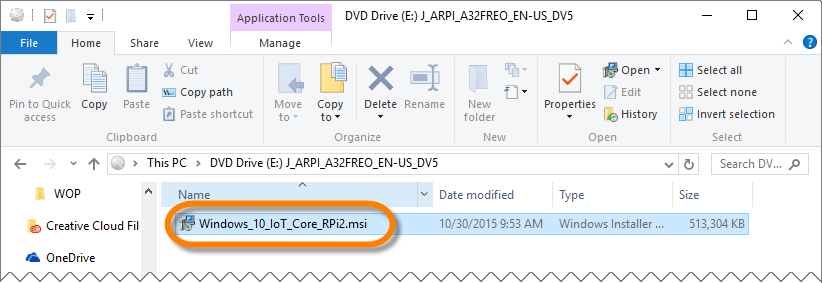 Application Tools
DVD Drive (E:) J_ARPI_A32FREO_EN-US_DV5
File Home Share View Manage
Pin to Quick access
Copy
Paste
Cut
Copy path
Paste shortcut
Clipboard
Move to
Copy to
Delete
Rename
Organize
New folder
New
Properties
Open
Edit
History
Open
Select all
Select none
Invert selection
Select
This PC DVD Drive (E:) J_ARPI_A32FREO_EN-US_DV5
Search DV...
WOP
Creative Cloud Fil
OneDrive
Name Date modified Type Size
Windows_10_IoT_Core_RPi2.msi 10/30/2015 9:53 AM Windows Installer ... 513,304 KB